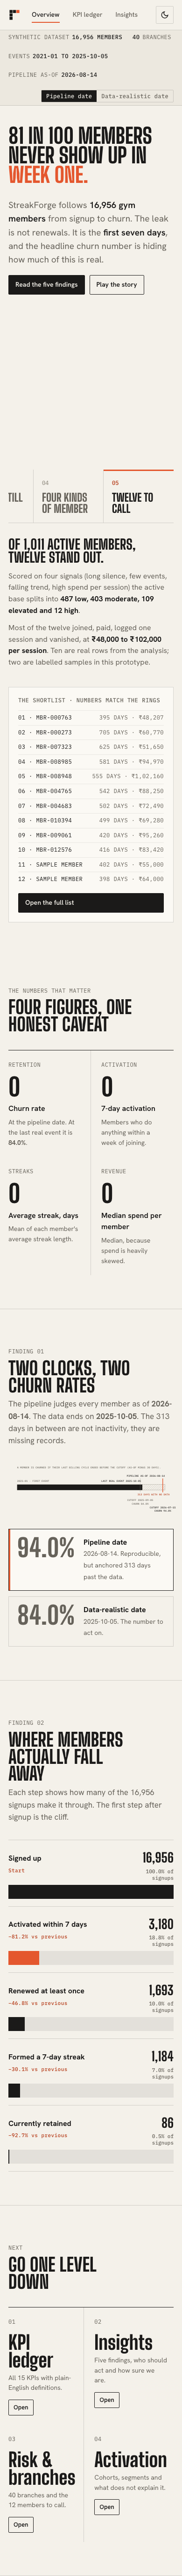 Overview KPI ledger Insights
SYNTHETIC DATASET 16,956 MEMBERS 40 BRANCHES
EVENTS 2021-01 TO 2025-10-05
PIPELINE AS-OF 2026-08-14
Pipeline date Data-realistic date
81 IN 100 MEMBERS
NEVER SHOW UP IN
WEEK ONE.
StreakForge follows 16,956 gym
members from signup to churn. The leak
is not renewals. It is the first seven days,
and the headline churn number is hiding
how much of this is real.
Read the five findings Play the story
TILL
04
FOUR KINDS
OF MEMBER
05
TWELVE TO
CALL
OF 1,011 ACTIVE MEMBERS,
TWELVE STAND OUT.
Scored on four signals (long silence, few events,
falling trend, high spend per session) the active
base splits into 487 low, 403 moderate, 109
elevated and 12 high.
Most of the twelve joined, paid, logged one
session and vanished, at ₹48,000 to ₹102,000
per session. Ten are real rows from the analysis;
two are labelled samples in this prototype.
THE SHORTLIST · NUMBERS MATCH THE RINGS
01 · MBR-000763 395 DAYS · ₹48,207
02 · MBR-000273 705 DAYS · ₹60,770
03 · MBR-007323 625 DAYS · ₹51,650
04 · MBR-008985 581 DAYS · ₹94,970
05 · MBR-008948 555 DAYS · ₹1,02,160
06 · MBR-004765 542 DAYS · ₹88,250
07 · MBR-004683 502 DAYS · ₹72,490
08 · MBR-010394 499 DAYS · ₹69,280
09 · MBR-009061 420 DAYS · ₹95,260
10 · MBR-012576 416 DAYS · ₹83,420
11 · SAMPLE MEMBER 402 DAYS · ₹55,000
12 · SAMPLE MEMBER 398 DAYS · ₹64,000
Open the full list
THE NUMBERS THAT MATTER
FOUR FIGURES, ONE
HONEST CAVEAT
RETENTION
0
Churn rate
At the pipeline date. At
the last real event it is
84.0%.
ACTIVATION
0
7-day activation
Members who do
anything within a
week of joining.
STREAKS
0
Average streak, days
Mean of each member's
average streak length.
REVENUE
0
Median spend per
member
Median, because
spend is heavily
skewed.
FINDING 01
TWO CLOCKS, TWO
CHURN RATES
The pipeline judges every member as of 2026-
08-14. The data ends on 2025-10-05. The 313
days in between are not inactivity, they are
missing records.
94.0%
Pipeline date
2026-08-14. Reproducible,
but anchored 313 days
past the data.
84.0%
Data-realistic date
2025-10-05. The number to
act on.
FINDING 02
WHERE MEMBERS
ACTUALLY FALL
AWAY
Each step shows how many of the 16,956
signups make it through. The first step after
signup is the cliff.
Signed up 16,956
Start 100.0% of
signups
Activated within 7 days 3,180
−81.2% vs previous 18.8% of
signups
Renewed at least once 1,693
−46.8% vs previous 10.0% of
signups
Formed a 7-day streak 1,184
−30.1% vs previous 7.0% of
signups
Currently retained 86
−92.7% vs previous 0.5% of
signups
NEXT
GO ONE LEVEL
DOWN
01
KPI
ledger
All 15 KPIs with plain-
English definitions.
Open
02
Insights
Five findings, who should
act and how sure we
are.
Open
03
Risk &
branches
40 branches and the
12 members to call.
Open
04
Activation
Cohorts, segments and
what does not explain it.
Open